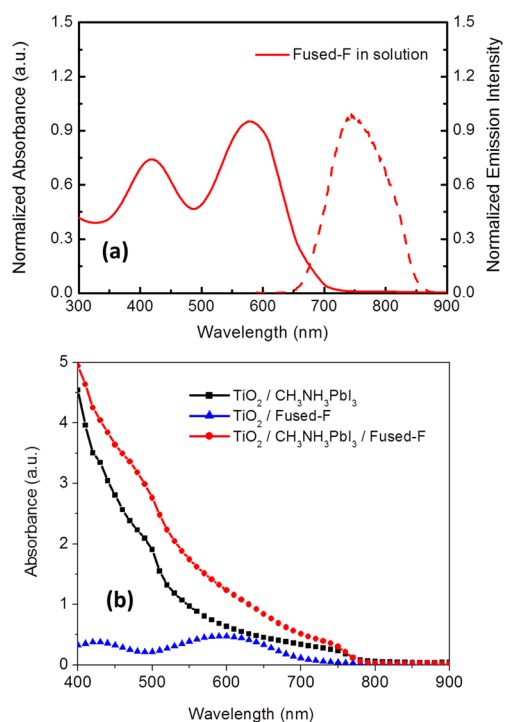 1.5
1.5
Fused-F in solution
1.2
1.2
0.9
0.9
0.6
0.6
0.3
0.3
(a)
0.0
0.0
300 400 500 600 700 800 900
Normalized Absorbance (a.u.)
Normalized Emission Intensity
Wavelength (nm)
5
4
3
2
1
0
TiO2 / CH3NH3PbI3
TiO2 / Fused-F
TiO2 / CH3NH3PbI3 / Fused-F
(b)
400 500 600 700 800 900
Absorbance (a.u.)
Wavelength (nm)